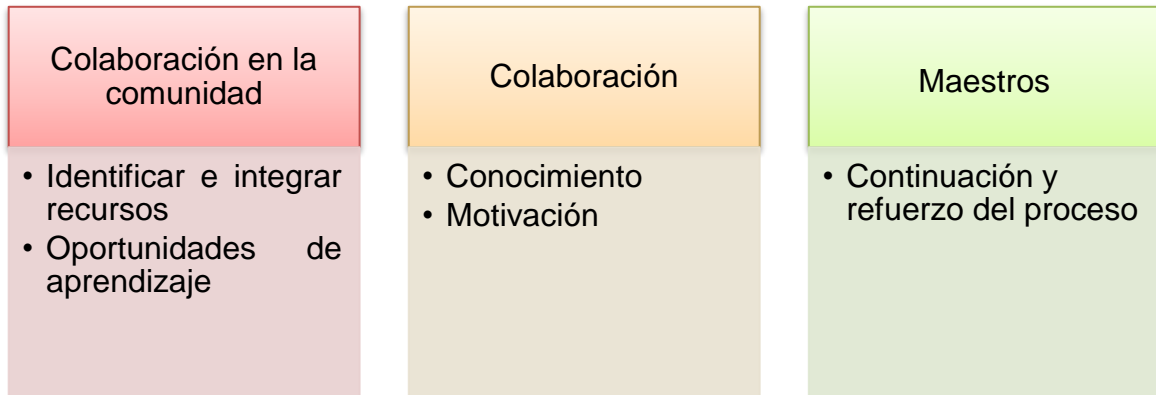 Colaboración en la
comunidad
• Identificar e integrar
recursos
• Oportunidades de
aprendizaje
Colaboración
• Conocimiento
• Motivación
Maestros
• Continuación y
refuerzo del proceso